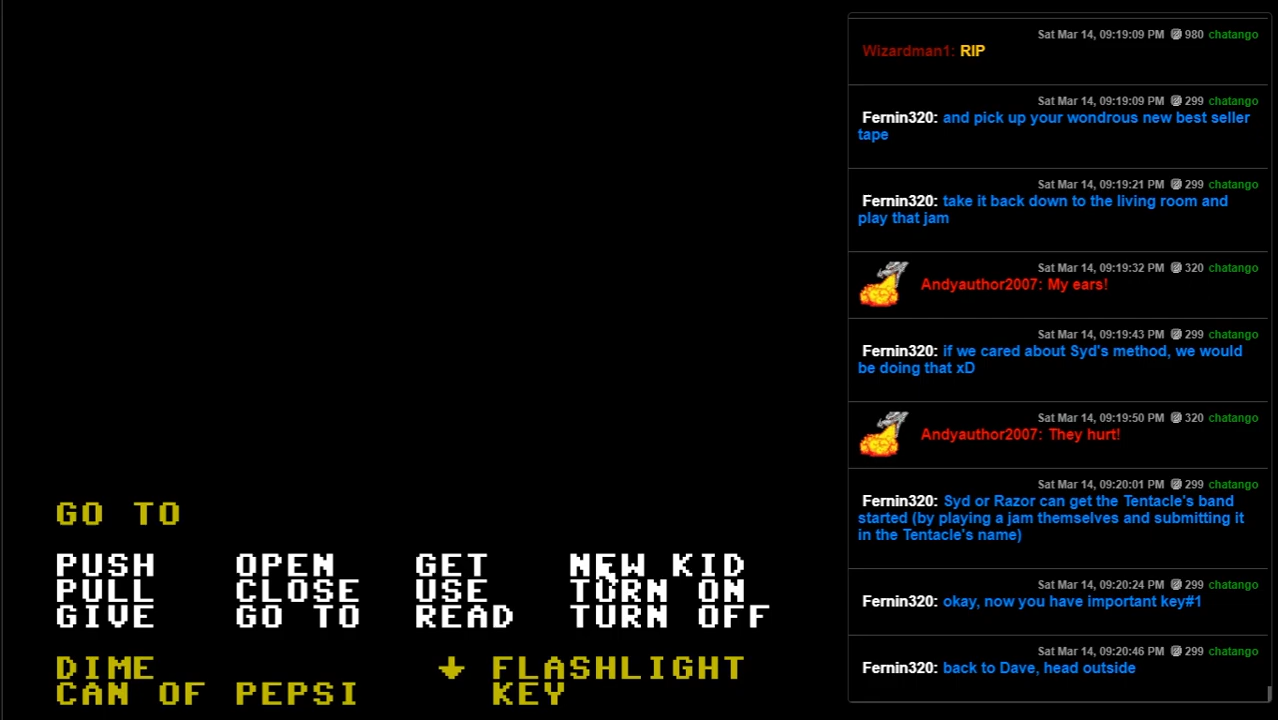 GO TO
PUSH OPEN GET NEW KID
PULL CLOSE USE TURN ON
GIVE GO TO READ TURN OFF
DIME FLASHLIGHT
CAN OF PEPSI KEY
Sat Mar 14, 09:19:09 PM 980 chatango
Wizardman1: RIP
Sat Mar 14, 09:19:09 PM 299 chatango
Fernin320: and pick up your wondrous new best seller
tape
Sat Mar 14, 09:19:21 PM 299 chatango
Fernin320: take it back down to the living room and
play that jam
Sat Mar 14, 09:19:32 PM 320 chatango
Andyauthor2007: My ears!
Sat Mar 14, 09:19:43 PM 299 chatango
Fernin320: if we cared about Syd's method, we would
be doing that xD
Sat Mar 14, 09:19:50 PM 320 chatango
Andyauthor2007: They hurt!
Sat Mar 14, 09:20:01 PM 299 chatango
Fernin320: Syd or Razor can get the Tentacle's band
started (by playing a jam themselves and submitting it
in the Tentacle's name)
Sat Mar 14, 09:20:24 PM 299 chatango
Fernin320: okay, now you have important key#1
Sat Mar 14, 09:20:46 PM 299 chatango
Fernin320: back to Dave, head outside